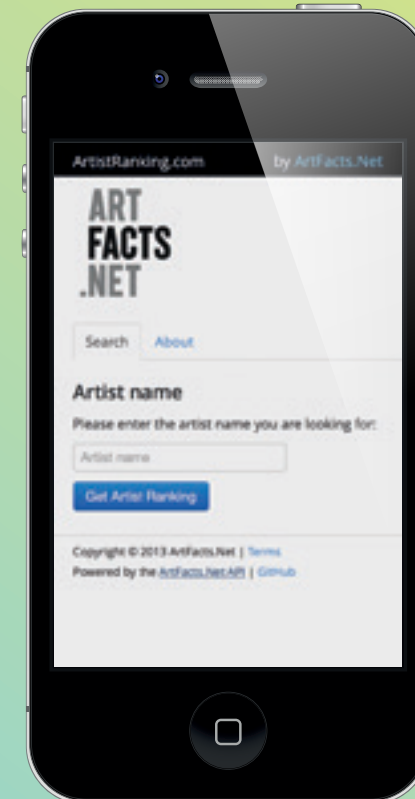 ArtistRanking.com by ArtFacts.Net
ART
FACTS
.NET
Search About
Artist name
Please enter the artist name you are looking for:
Artist name
Get Artist Ranking
Copyright © 2013 ArtFacts.Net | Terms
Powered by the ArtFacts.Net API | GitHub